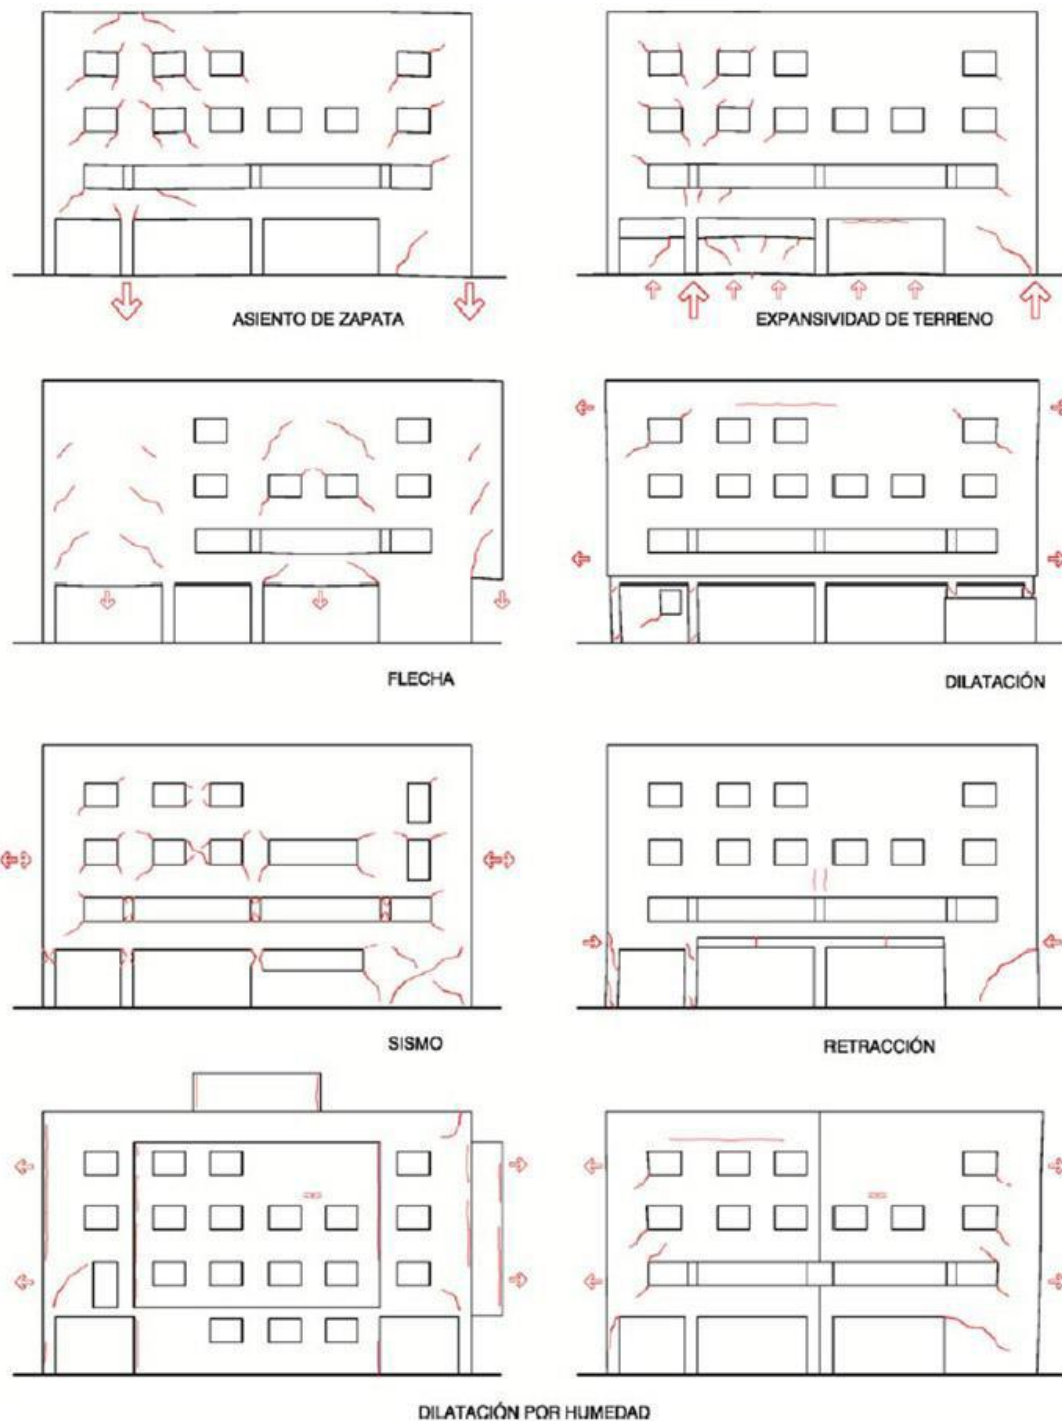 ASIENTO DE ZAPATA
EXPANSIVIDAD DE TERRENO
FLECHA
DILATACIÓN
SISMO
RETRACCIÓN
DILATACIÓN POR HUMEDAD